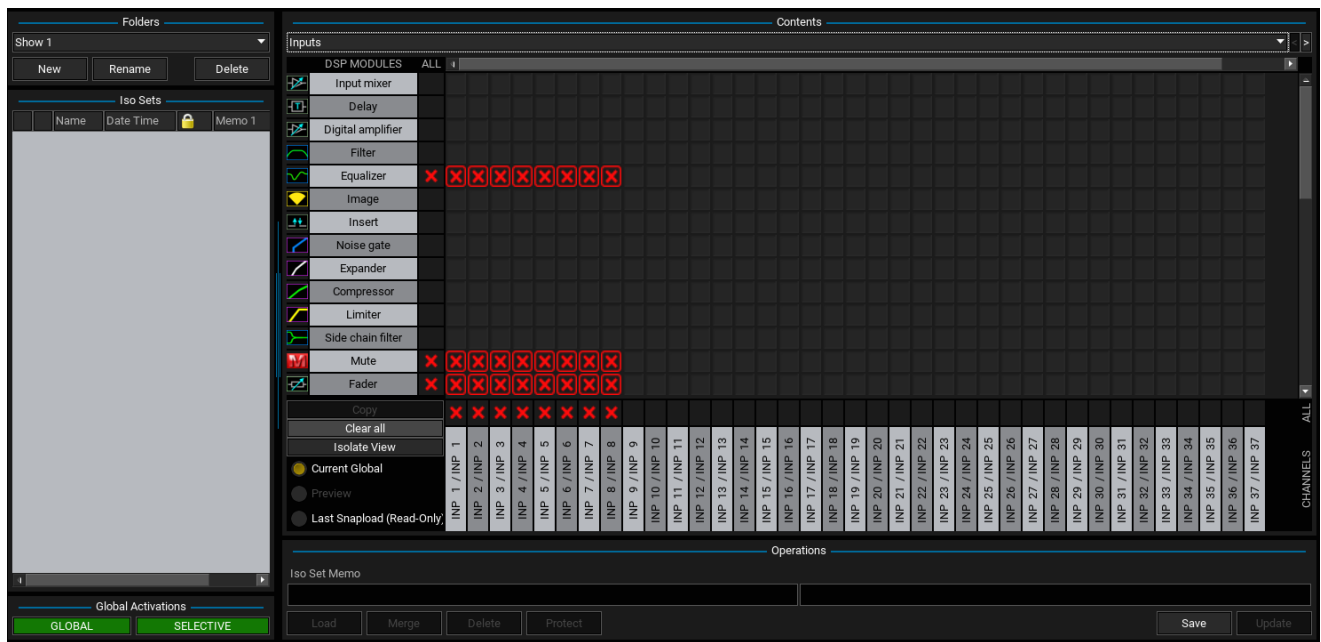 Folders
Show 1
New Rename Delete
Iso Sets
Name Date Time Memo 1
Global Activations
GLOBAL SELECTIVE
Contents
Inputs
< >
DSP MODULES ALL
Input mixer
Delay
Digital amplifier
Filter
Equalizer
Image
Insert
Noise gate
Expander
Compressor
Limiter
Side chain filter
Mute
Fader
Copy
Clear all
Isolate View
Current Global
Preview
Last Snapload (Read-Only)
INP 1 / INP 1
INP 2 / INP 2
INP 3 / INP 3
INP 4 / INP 4
INP 5 / INP 5
INP 6 / INP 6
INP 7 / INP 7
INP 8 / INP 8
INP 9 / INP 9
INP 10 / INP 10
INP 11 / INP 11
INP 12 / INP 12
INP 13 / INP 13
INP 14 / INP 14
INP 15 / INP 15
INP 16 / INP 16
INP 17 / INP 17
INP 18 / INP 18
INP 19 / INP 19
INP 20 / INP 20
INP 21 / INP 21
INP 22 / INP 22
INP 23 / INP 23
INP 24 / INP 24
INP 25 / INP 25
INP 26 / INP 26
INP 27 / INP 27
INP 28 / INP 28
INP 29 / INP 29
INP 30 / INP 30
INP 31 / INP 31
INP 32 / INP 32
INP 33 / INP 33
INP 34 / INP 34
INP 35 / INP 35
INP 36 / INP 36
INP 37 / INP 37
CHANNELS ALL
Operations
Iso Set Memo
Load Merge Delete Protect Save Update